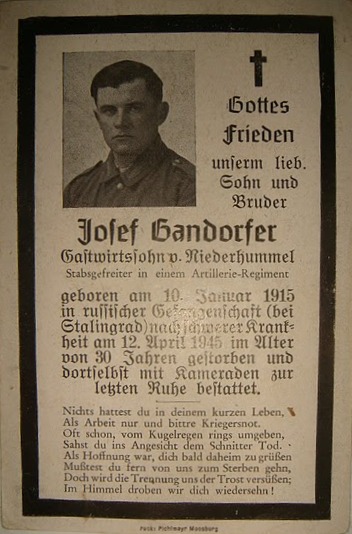 Gottes
Frieden
unserm lieb.
Sohn und
Bruder
Josef Gandorfer
Gastwirtssohn v. Niederhummel
Stabsgefreiter in einem Artillerie-Regiment
geboren am 10. Januar 1915
in russischer Gefangenschaft (bei
Stalingrad) nach schwerer Krank-
heit am 12. April 1945 im Alter
von 30 Jahren gestorben und
dortselbst mit Kameraden zur
letzten Ruhe bestattet.
Nichts hattest du in deinem kurzen Leben,
Als Arbeit nur und bittre Kriegersnot.
Oft schon, vom Kugelregen rings umgeben,
Sahst du ins Angesicht dem Schnitter Tod.
Als Hoffnung war, dich bald daheim zu grüßen
Mußtest du fern von uns zum Sterben gehn,
Doch wird die Trennung uns der Trost versüßen;
Im Himmel droben wir dich wiedersehn!
Pichlmayr Moosburg